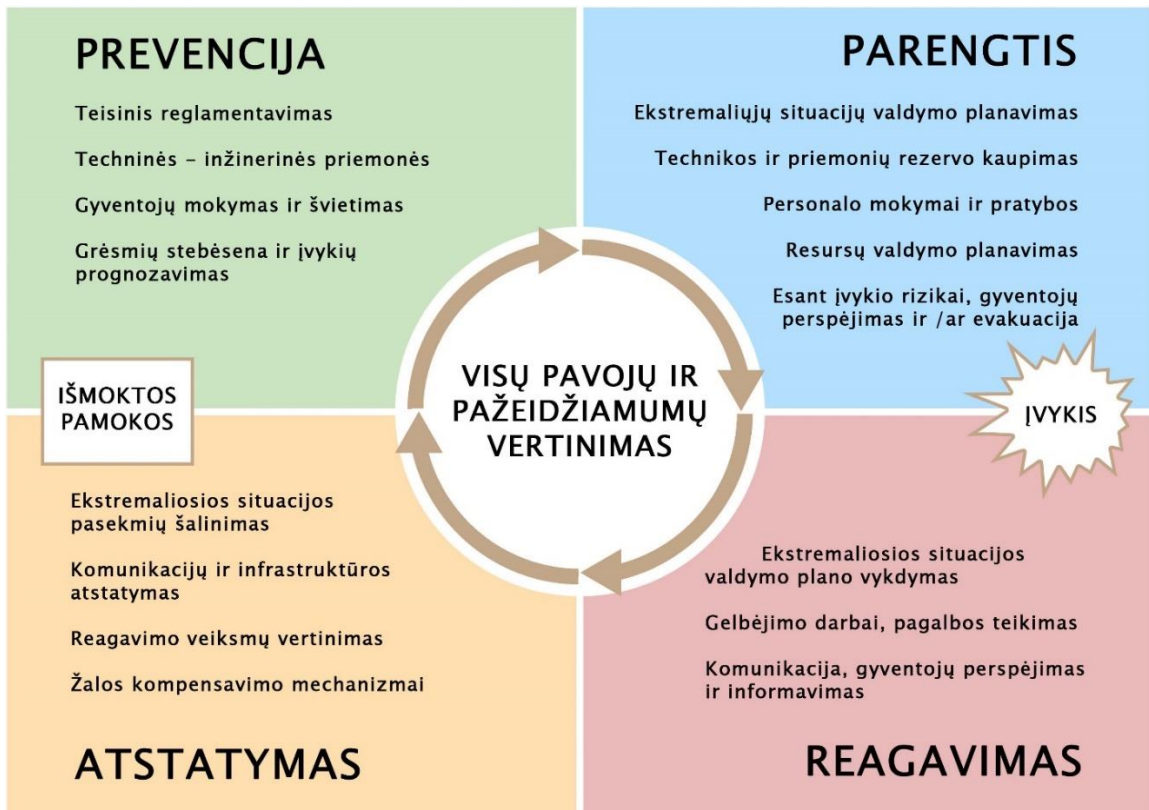 PREVENCIJA
Teisinis reglamentavimas
Techninės – inžinerinės priemonės
Gyventojų mokymas ir švietimas
Grėsmių stebėsena ir įvykių
prognozavimas
PARENGTIS
Ekstremaliųjų situacijų valdymo planavimas
Technikos ir priemonių rezervo kaupimas
Personalo mokymai ir pratybos
Resursų valdymo planavimas
Esant įvykio rizikai, gyventojų
perspėjimas ir /ar evakuacija
IŠMOKTOS
PAMOKOS
VISŲ PAVOJŲ IR
PAŽEIDŽIAMUMŲ
VERTINIMAS
ĮVYKIS
Ekstremaliosios situacijos
pasekmių šalinimas
Komunikacijų ir infrastruktūros
atstatymas
Reagavimo veiksmų vertinimas
Žalos kompensavimo mechanizmai
ATSTATYMAS
Ekstremaliosios situacijos
valdymo plano vykdymas
Gelbėjimo darbai, pagalbos teikimas
Komunikacija, gyventojų perspėjimas
ir informavimas
REAGAVIMAS